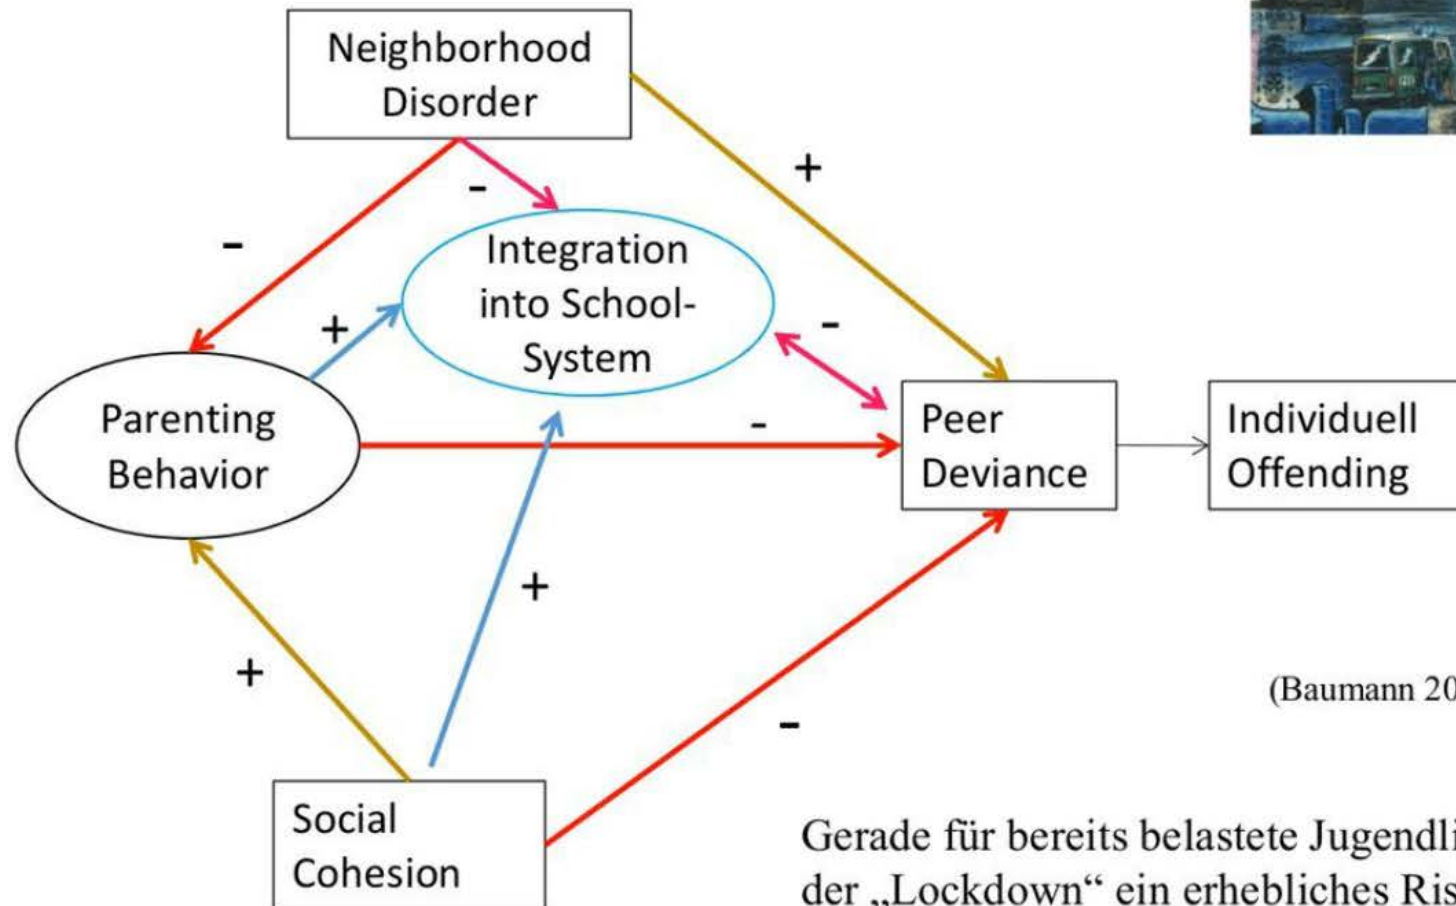 Neighborhood
Disorder
+
-
-
Integration
into School-
System
+
-
Parenting
Behavior
-
Peer
Deviance
Individuell
Offending
+
+
-
(Baumann 20
Social
Cohesion
Gerade für bereits belastete Jugendli
der „Lockdown“ ein erhebliches Ris